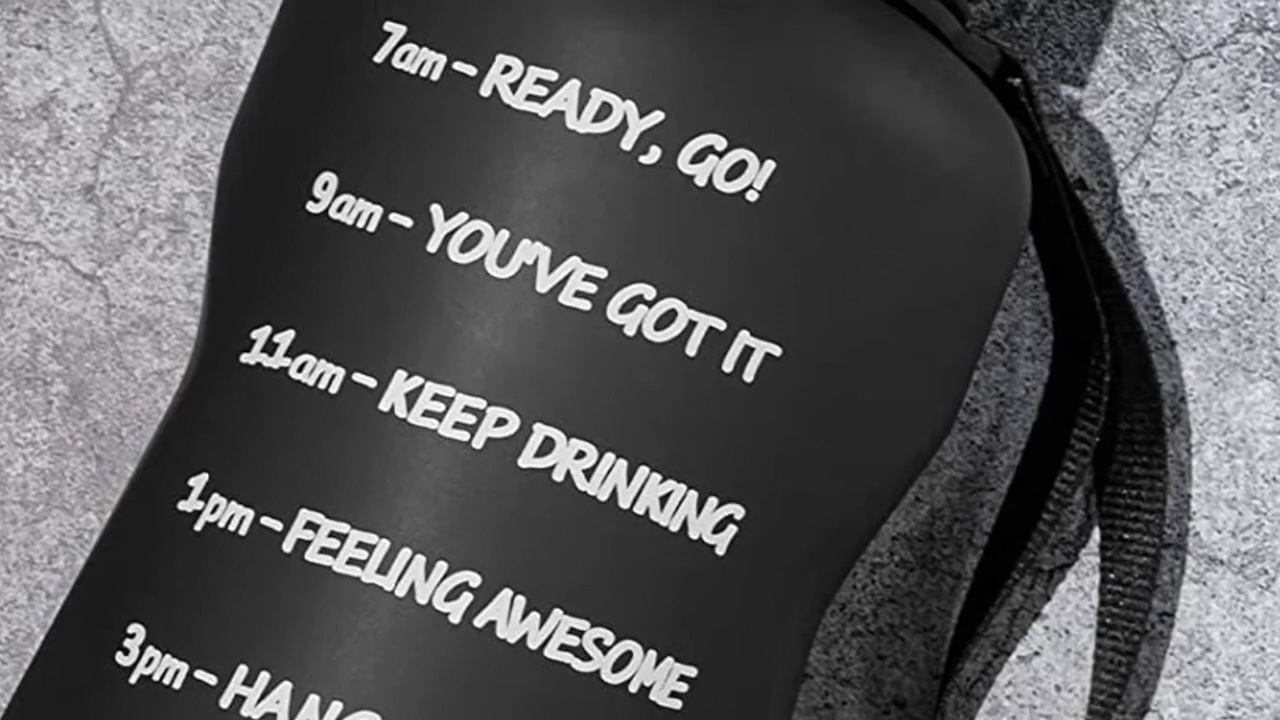 7am - READY, GO!
9am - YOU'VE GOT IT
11am - KEEP DRINKING
1pm - FEELING AWESOME
3pm -